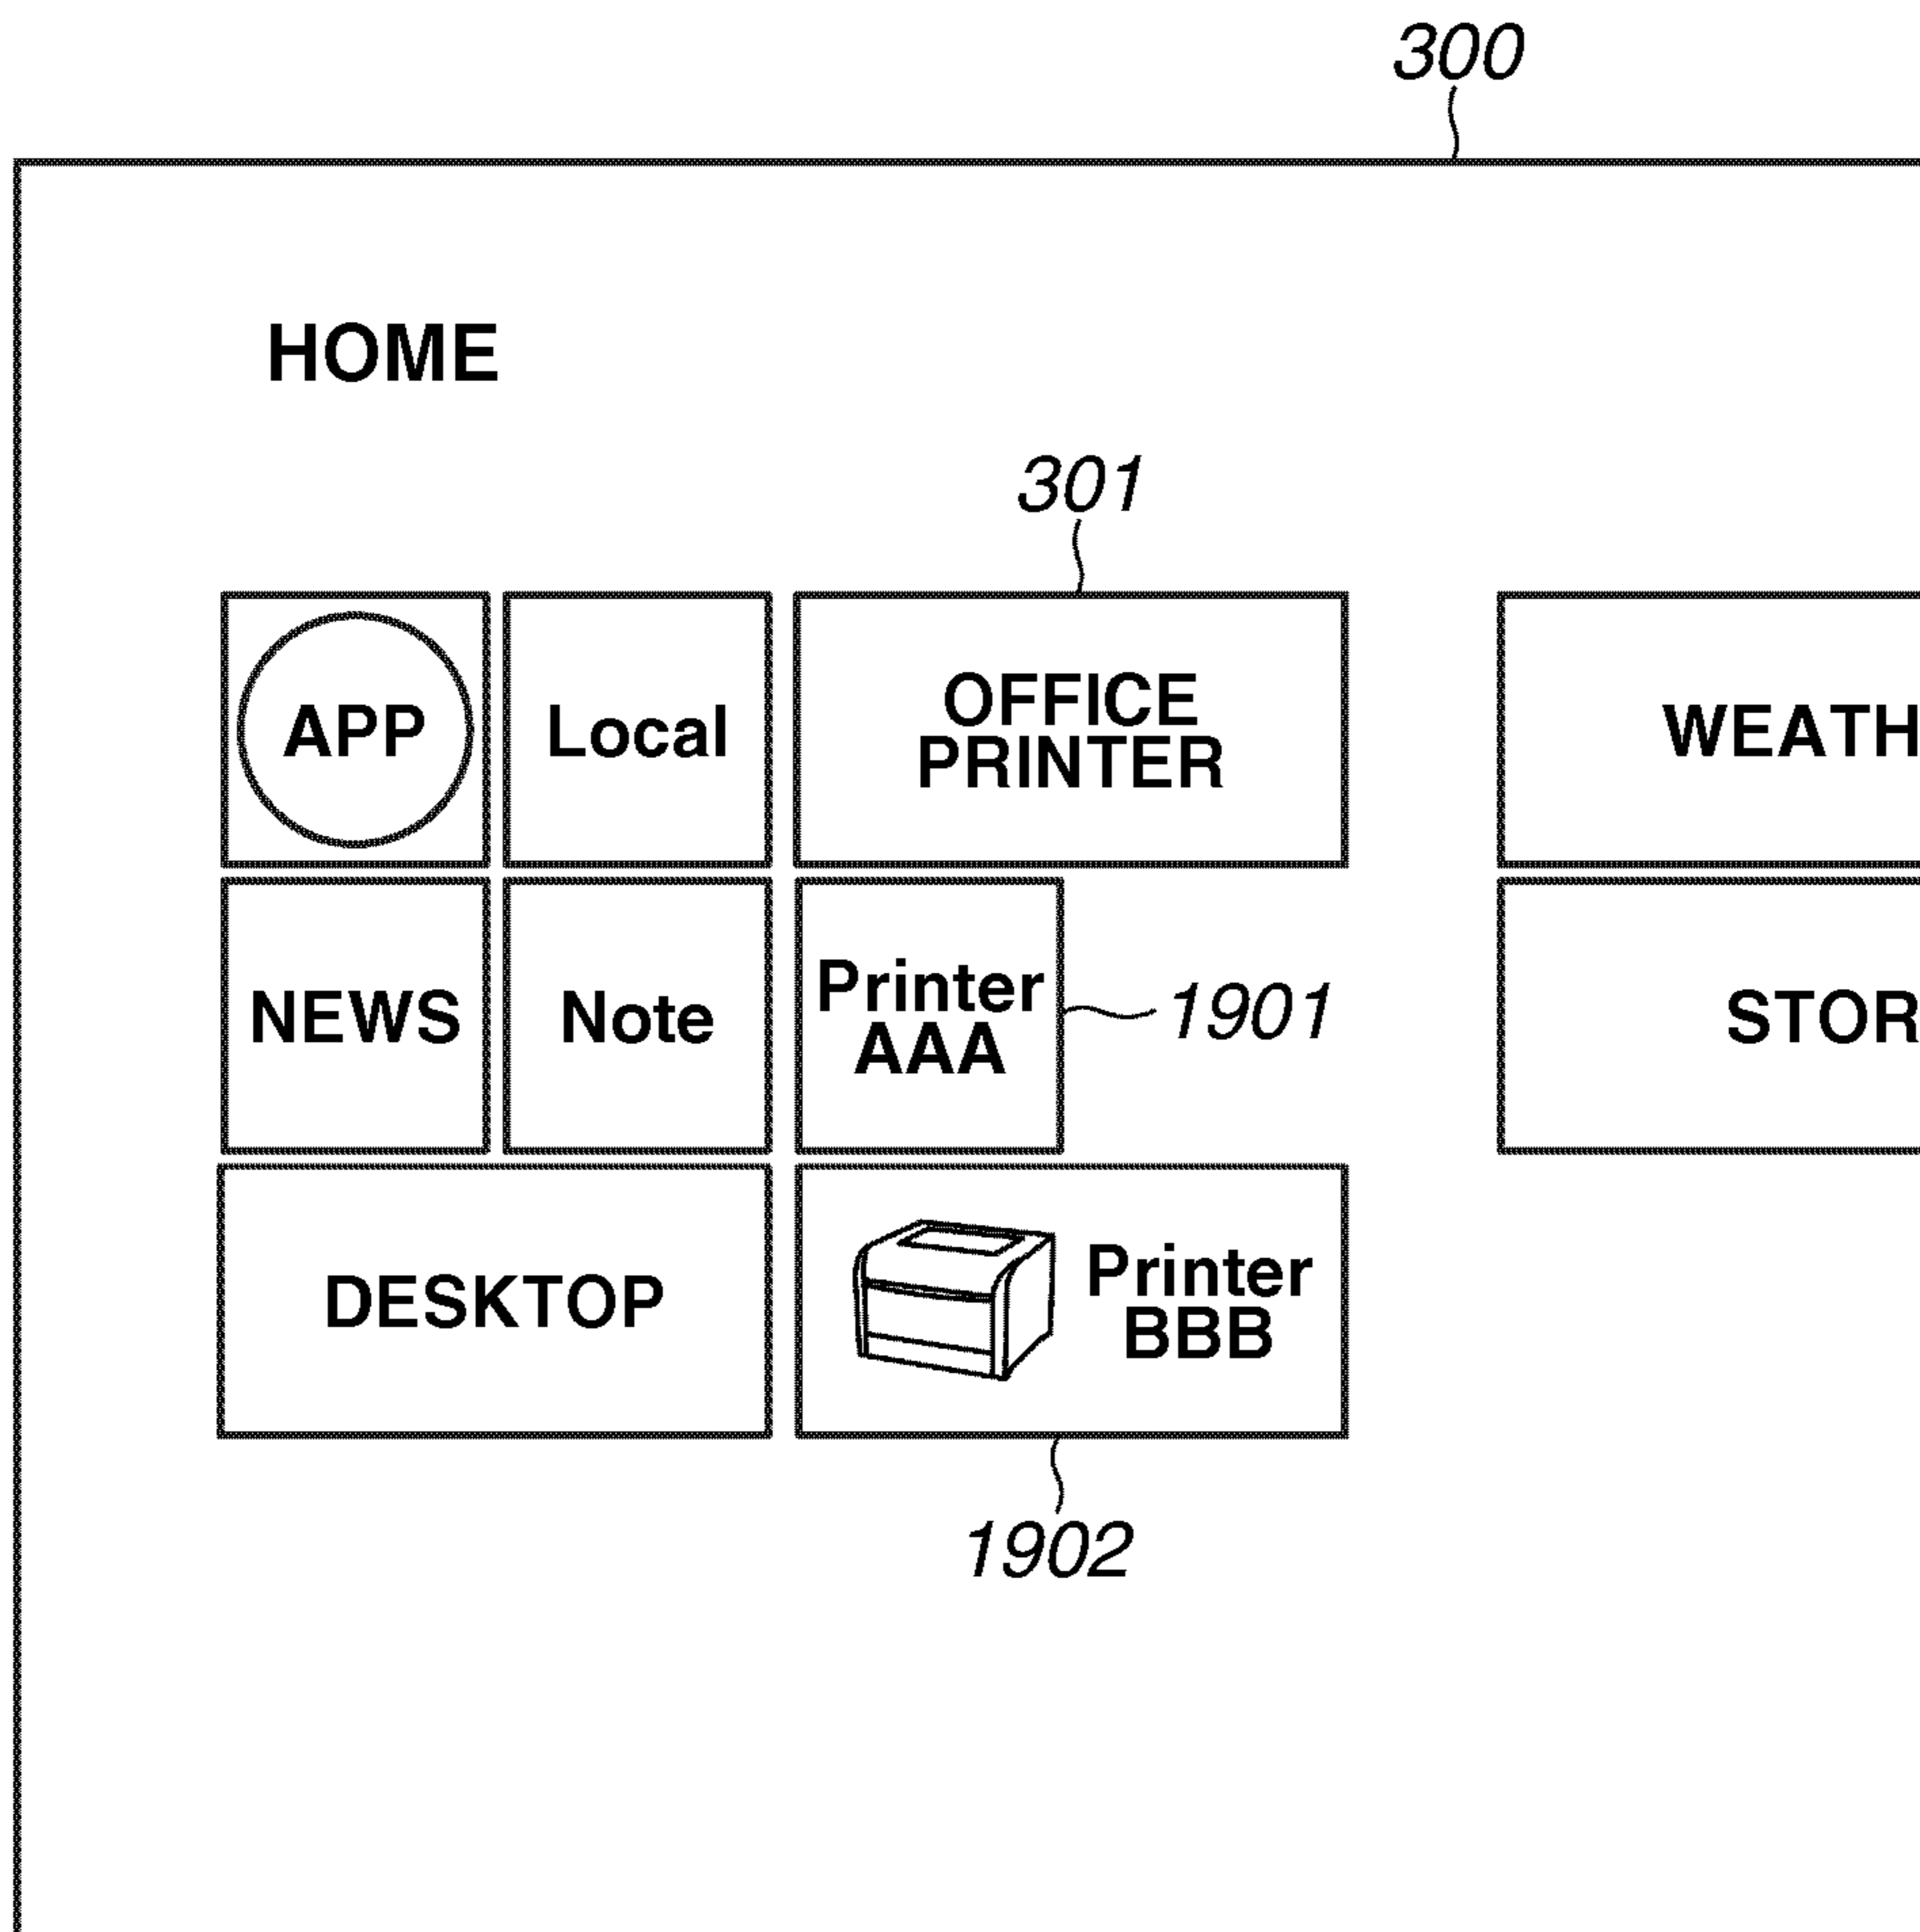 300
HOME
301
APP
Local
OFFICE
PRINTER
WEATH
NEWS
Note
Printer
AAA
1901
STOR
DESKTOP
Printer
BBB
1902